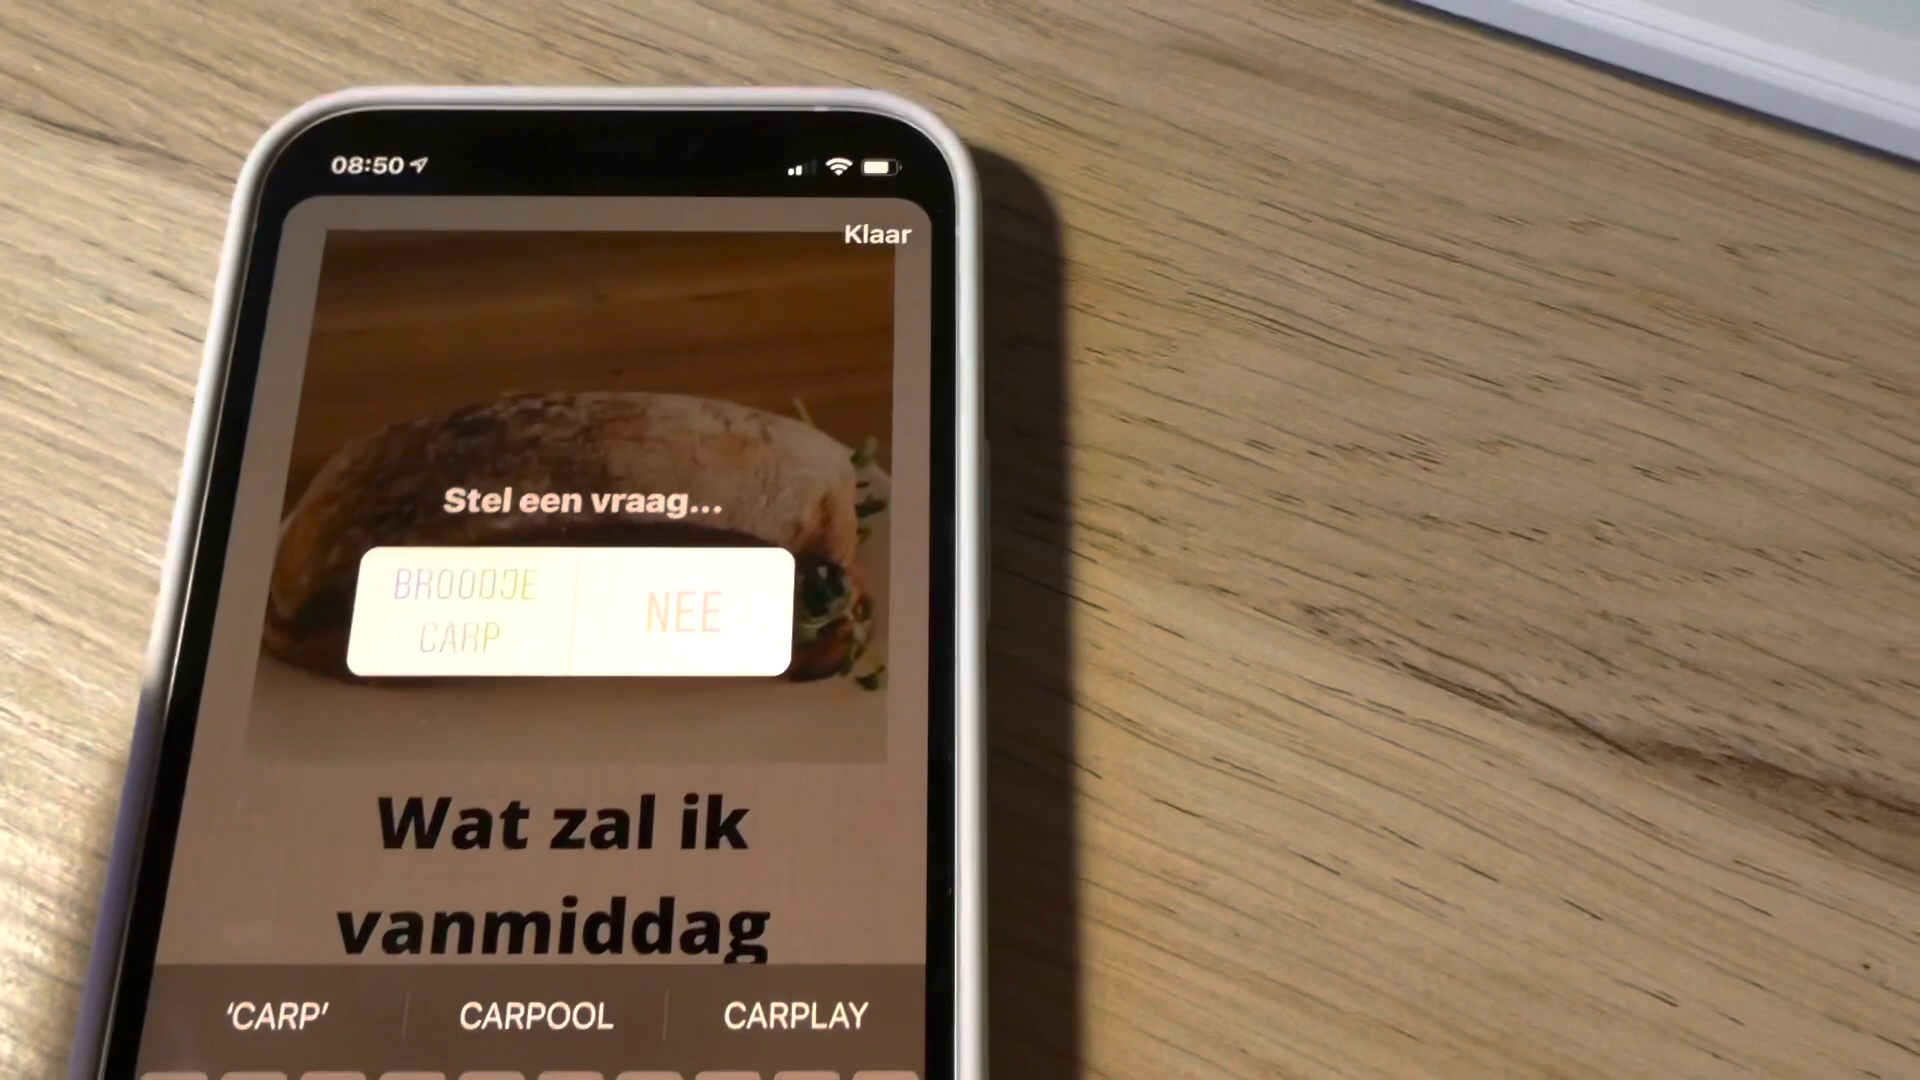 08:50
Klaar
Stel een vraag...
BROODJE
CARP
NEE
Wat zal ik
vanmiddag
'CARP'
CARPOOL
CARPLAY